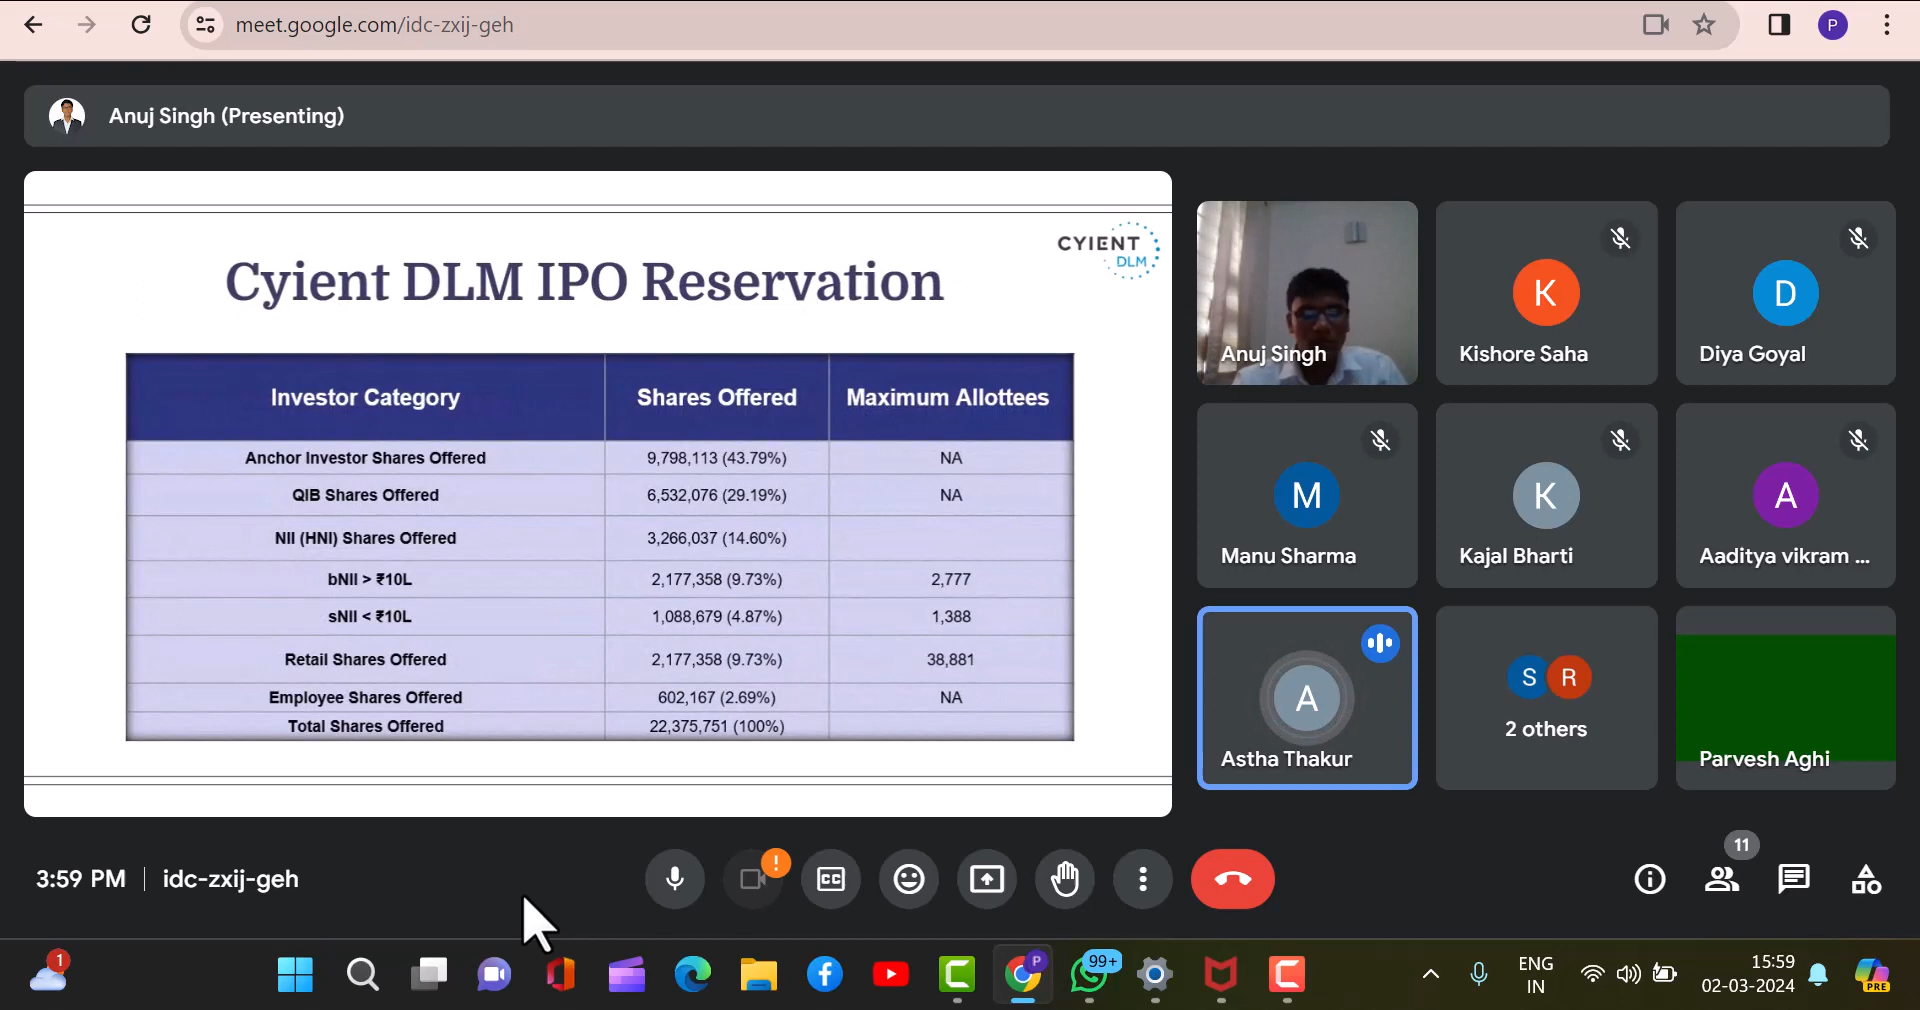 meet.google.com/idc-zxij-geh
P
Anuj Singh (Presenting)
CYIENT
DLM
Cyient DLM IPO Reservation
Investor Category Shares Offered Maximum Allottees
Anchor Investor Shares Offered 9,798,113 (43.79%) NA
QIB Shares Offered 6,532,076 (29.19%) NA
NII (HNI) Shares Offered 3,266,037 (14.60%)
bNII > ₹10L 2,177,358 (9.73%) 2,777
sNII < ₹10L 1,088,679 (4.87%) 1,388
Retail Shares Offered 2,177,358 (9.73%) 38,881
Employee Shares Offered 602,167 (2.69%) NA
Total Shares Offered 22,375,751 (100%)
Anuj Singh
K
Kishore Saha
D
Diya Goyal
M
Manu Sharma
K
Kajal Bharti
A
Aaditya vikram ...
A
Astha Thakur
S R
2 others
Parvesh Aghi
3:59 PM idc-zxij-geh
!
CC
11
1
P
99+
ENG
IN
15:59
02-03-2024
PRE